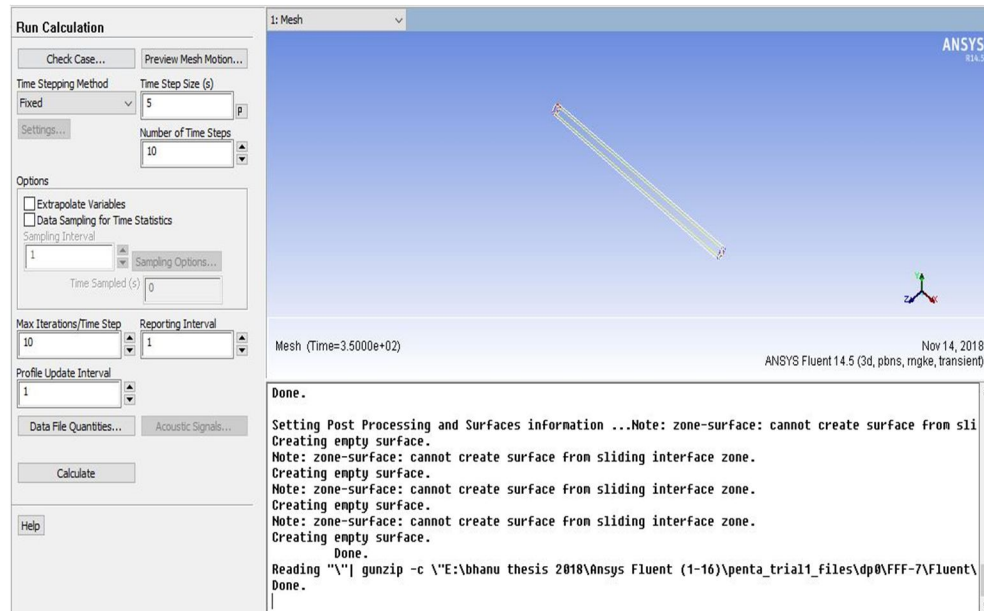 Run Calculation
Check Case...
Preview Mesh Motion...
Time Stepping Method
Time Step Size (s)
Fixed
5
P
Settings...
Number of Time Steps
10
Options
Extrapolate Variables
Data Sampling for Time Statistics
Sampling Interval
1
Sampling Options...
Time Sampled (s)
0
Max Iterations/Time Step
Reporting Interval
10
1
Profile Update Interval
1
Data File Quantities...
Acoustic Signals...
Calculate
Help
1: Mesh
ANSYS
R14.5
Y
Z
X
Mesh (Time=3.5000e+02)
Nov 14, 2018
ANSYS Fluent 14.5 (3d, pbns, rngke, transient)
Done.
Setting Post Processing and Surfaces information ...Note: zone-surface: cannot create surface from sli
Creating empty surface.
Note: zone-surface: cannot create surface from sliding interface zone.
Creating empty surface.
Note: zone-surface: cannot create surface from sliding interface zone.
Creating empty surface.
Note: zone-surface: cannot create surface from sliding interface zone.
Creating empty surface.
Done.
Reading "\"| gunzip -c \"E:\bhanu thesis 2018\Ansys Fluent (1-16)\penta_trial1_files\dp0\FFF-7\Fluent\
Done.